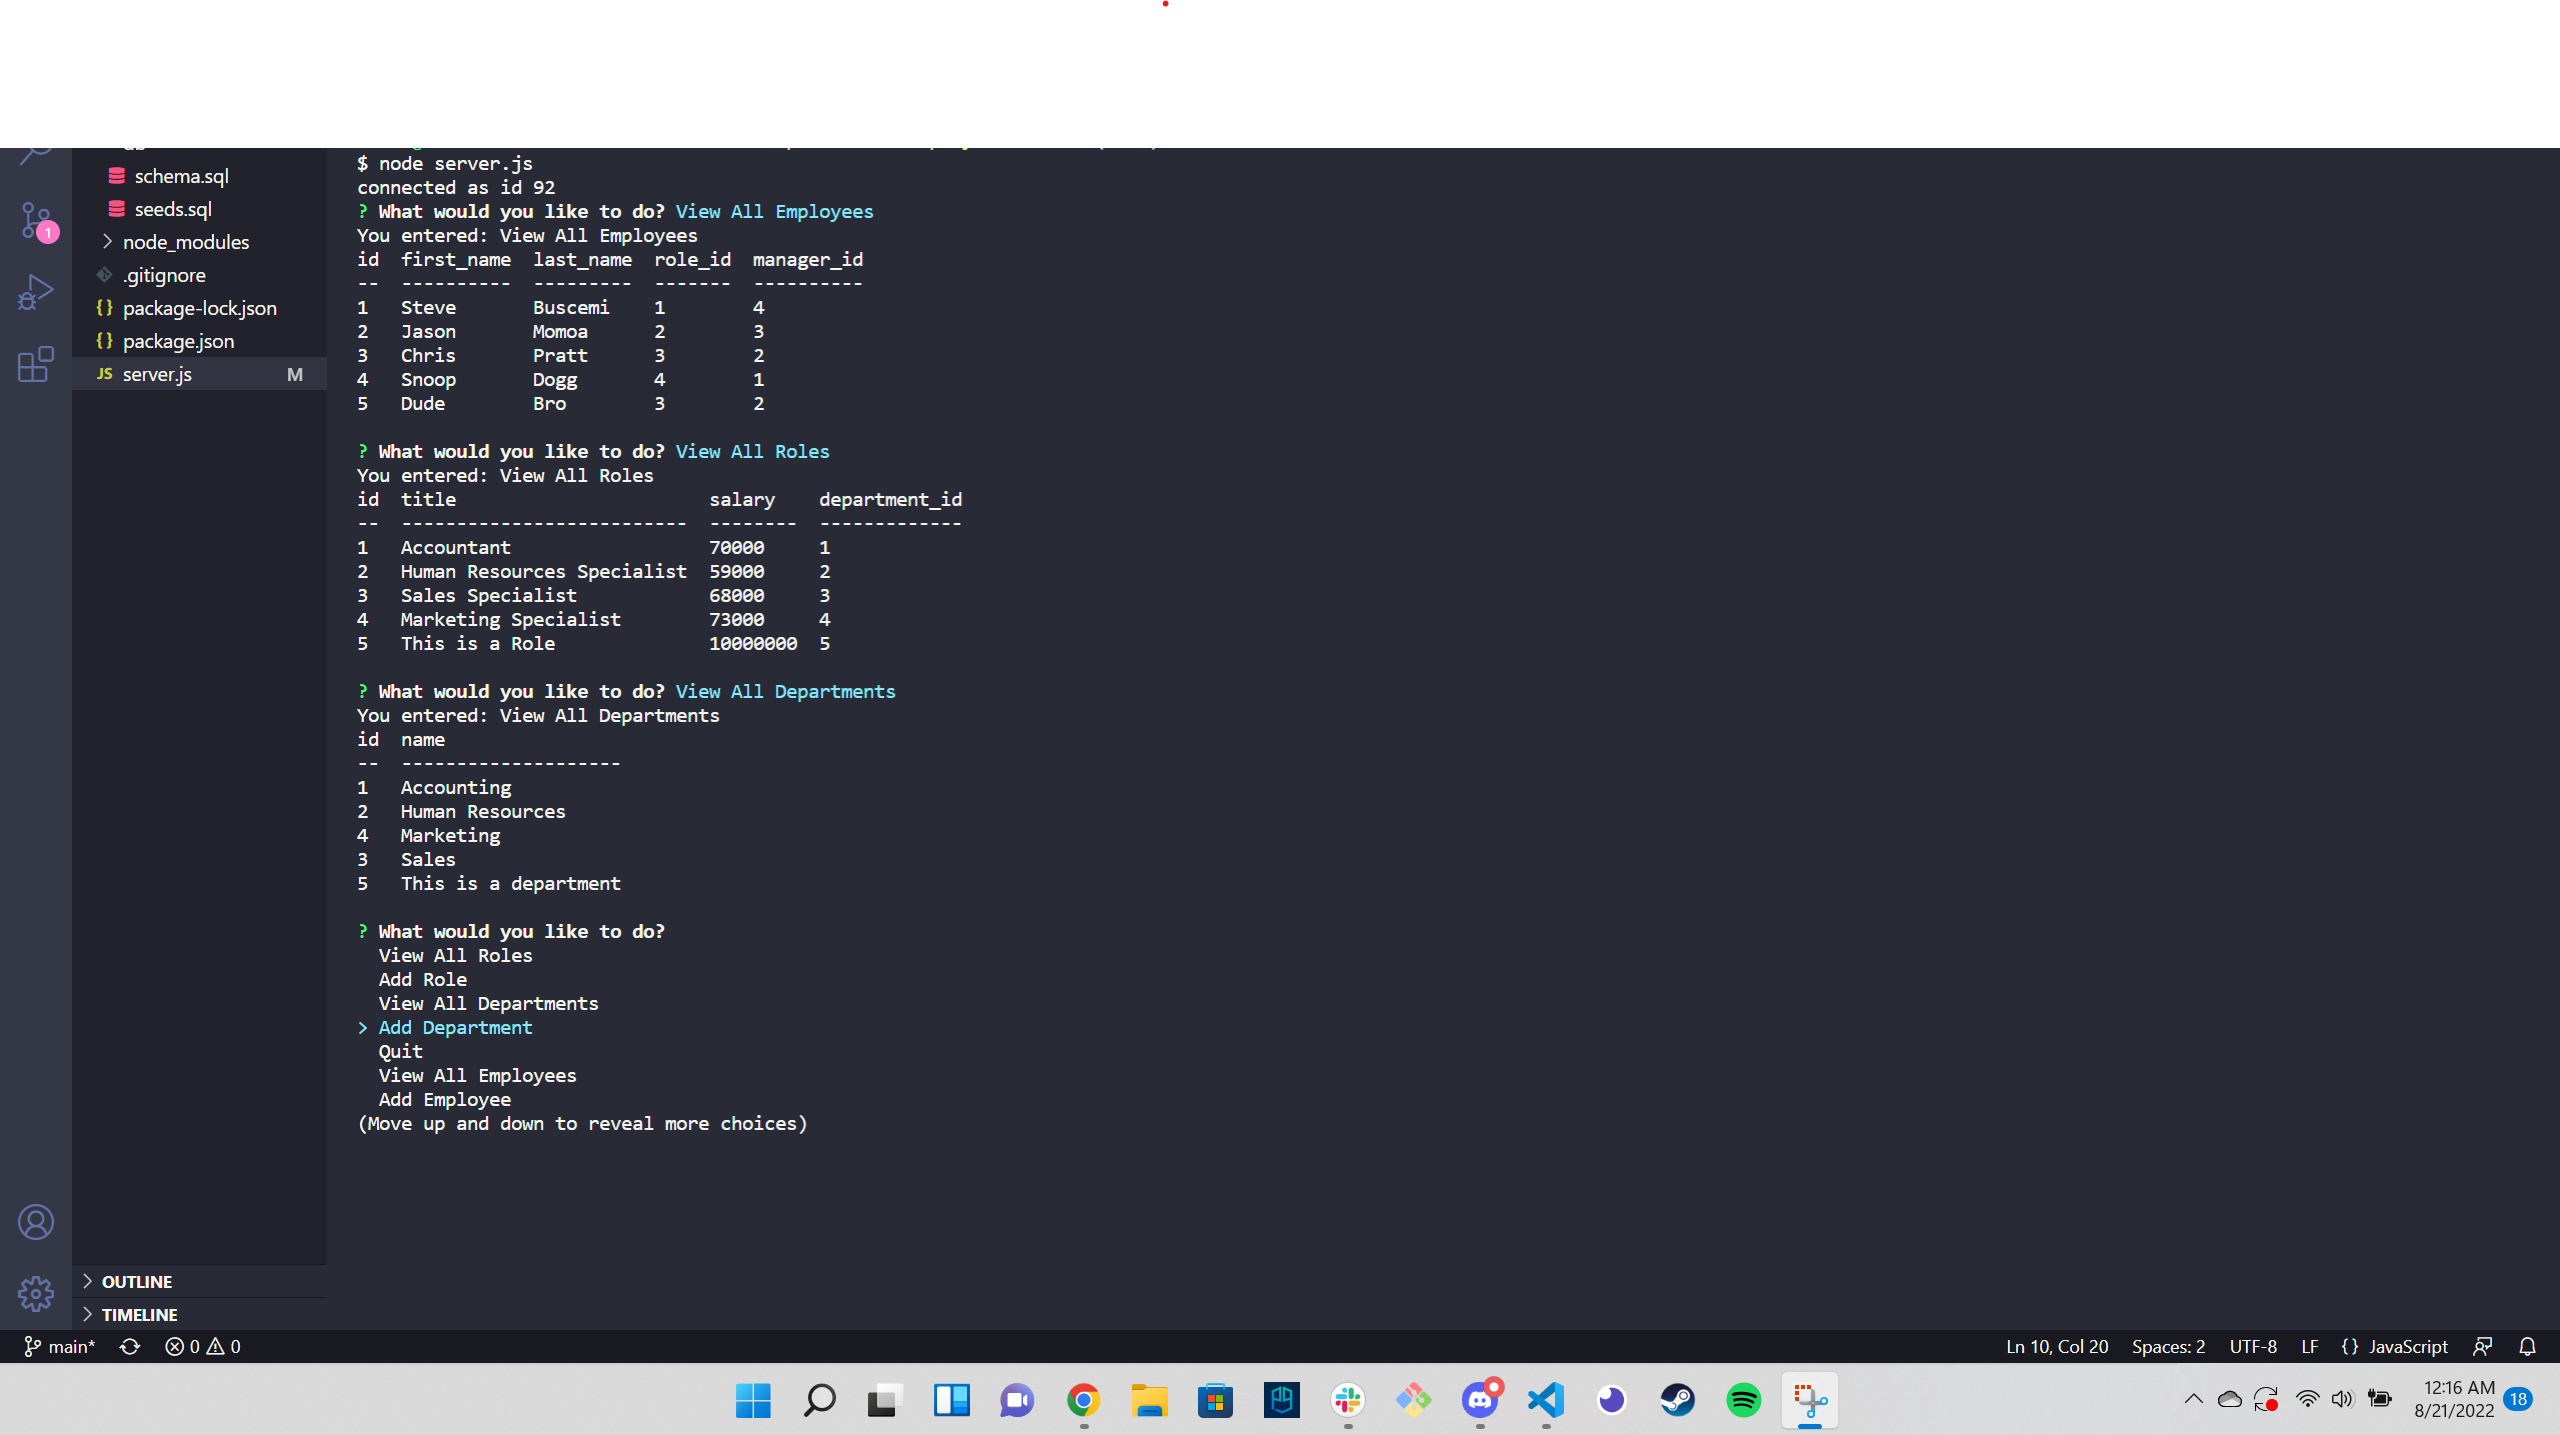 schema.sql
seeds.sql
node_modules
.gitignore
package-lock.json
package.json
JS server.js M
1
$ node server.js
connected as id 92
? What would you like to do? View All Employees
You entered: View All Employees
id  first_name  last_name  role_id  manager_id
--  ----------  ---------  -------  ----------
1   Steve       Buscemi    1        4
2   Jason       Momoa      2        3
3   Chris       Pratt      3        2
4   Snoop       Dogg       4        1
5   Dude        Bro        3        2
? What would you like to do? View All Roles
You entered: View All Roles
id  title                       salary    department_id
--  --------------------------  --------  -------------
1   Accountant                  70000     1
2   Human Resources Specialist  59000     2
3   Sales Specialist            68000     3
4   Marketing Specialist        73000     4
5   This is a Role              10000000  5
? What would you like to do? View All Departments
You entered: View All Departments
id  name
--  --------------------
1   Accounting
2   Human Resources
4   Marketing
3   Sales
5   This is a department
? What would you like to do?
View All Roles
Add Role
View All Departments
> Add Department
Quit
View All Employees
Add Employee
(Move up and down to reveal more choices)
OUTLINE
TIMELINE
main* 0 0 Ln 10, Col 20 Spaces: 2 UTF-8 LF {} JavaScript
12:16 AM
8/21/2022
18